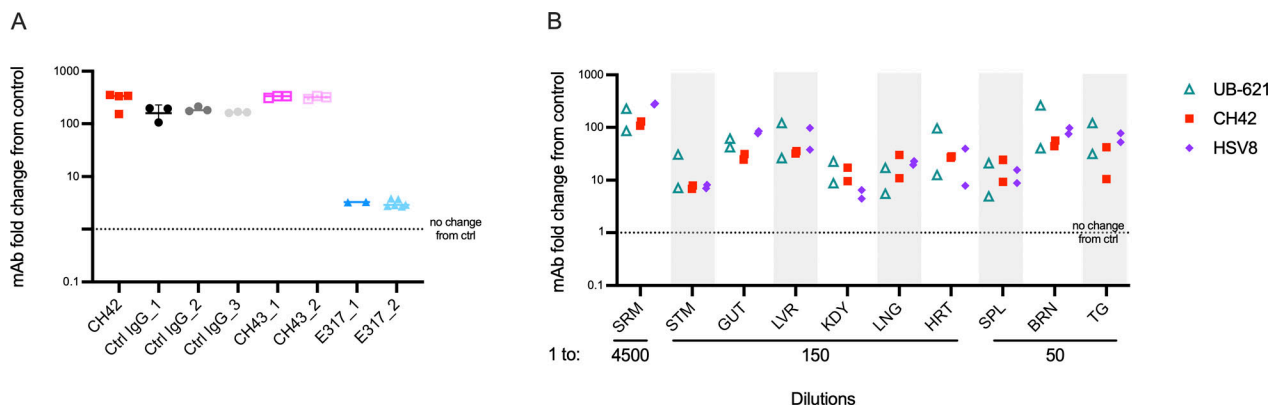 A
mAb fold change from control
1000
100
10
0.1
no change
from ctrl
CH42
Ctrl IgG_1
Ctrl IgG_2
Ctrl IgG_3
CH43_1
CH43_2
E317_1
E317_2
B
mAb fold change from control
1000
100
10
1
0.1
no change
from ctrl
SRM
STM
GUT
LVR
KDY
LNG
HRT
SPL
BRN
TG
1 to:
4500
150
50
Dilutions
UB-621
CH42
HSV8